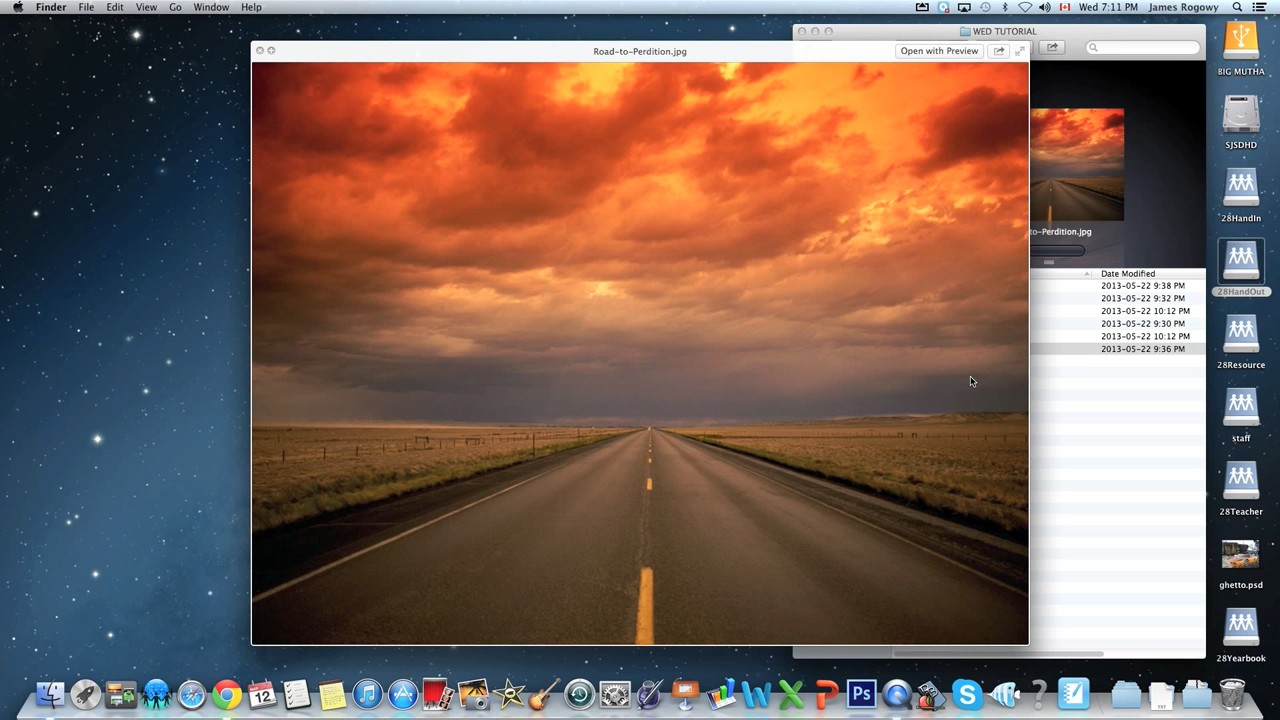 Finder File Edit View Go Window Help
Wed 7:11 PM James Rogowy
WED TUTORIAL
Road-to-Perdition.jpg
Open with Preview
to-Perdition.jpg
Date Modified
2013-05-22 9:38 PM
2013-05-22 9:32 PM
2013-05-22 10:12 PM
2013-05-22 9:30 PM
2013-05-22 10:12 PM
2013-05-22 9:36 PM
BIG MUTHA
SJSDHD
28HandIn
28HandOut
28Resource
staff
28Teacher
ghetto.psd
28Yearbook
12
Ps
S
?
TXT